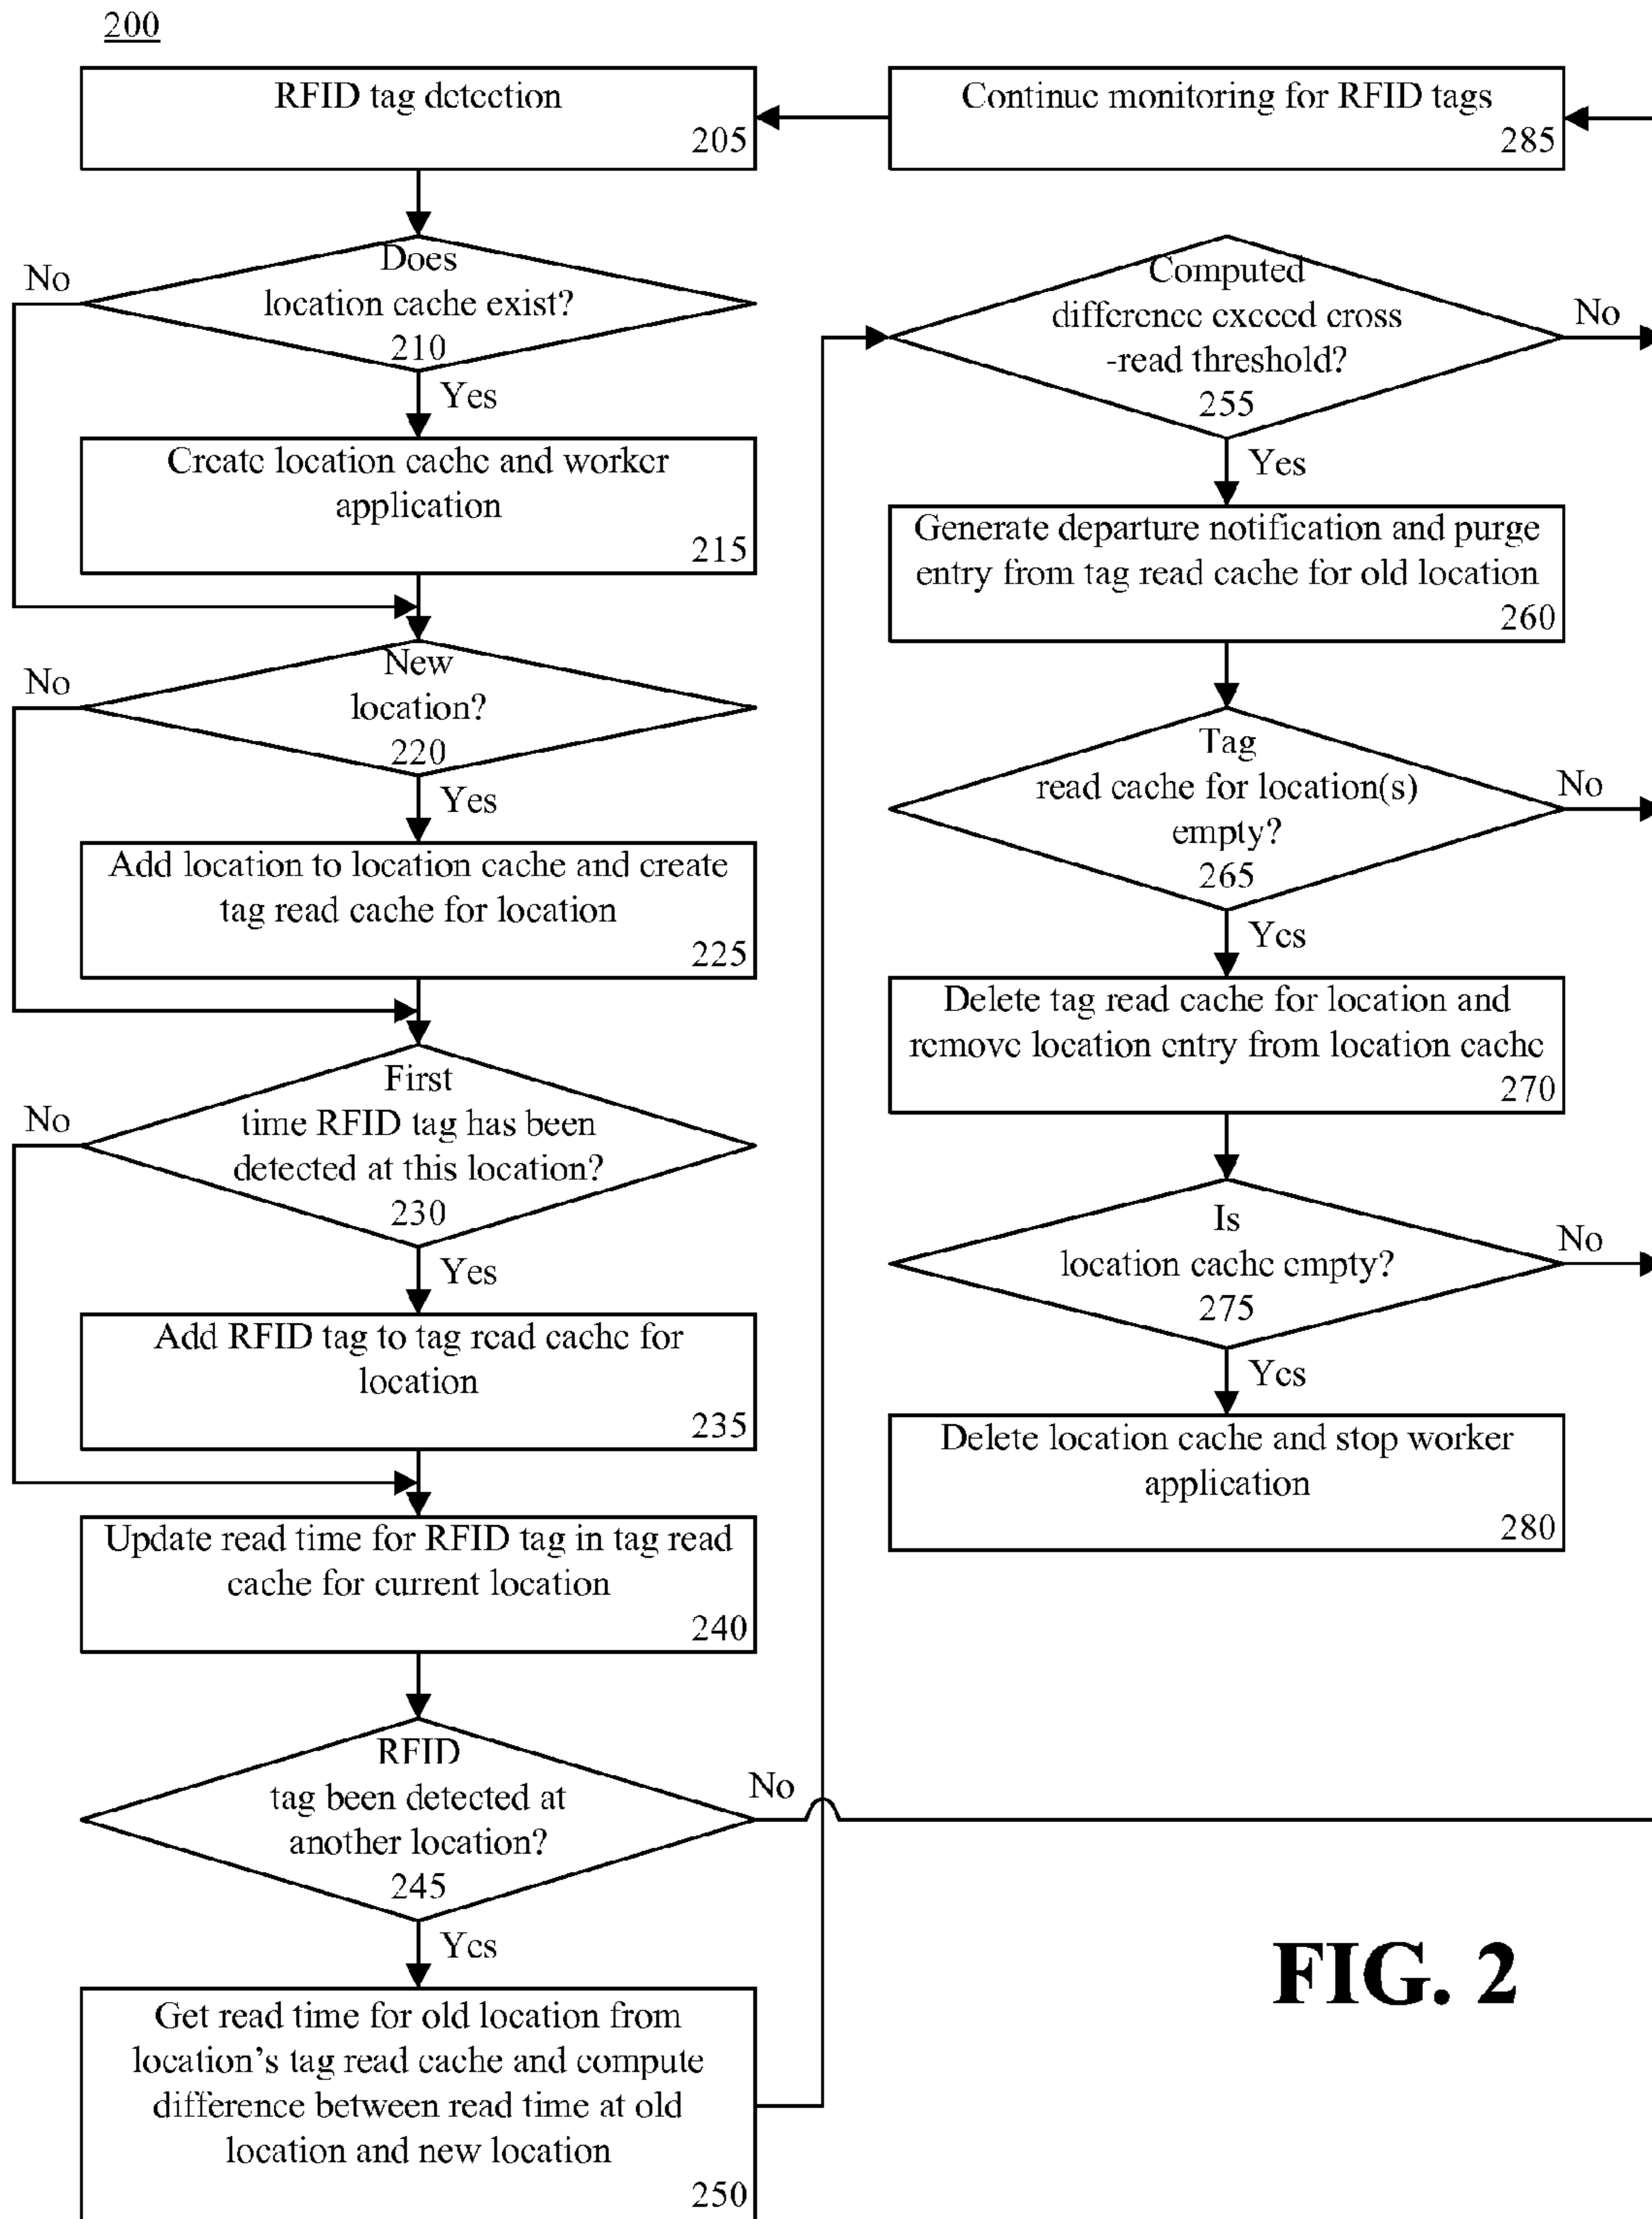 200
RFID tag detection
205
No
Does
location cache exist?
210
Yes
Create location cache and worker
application
215
No
New
location?
220
Yes
Add location to location cache and create
tag read cache for location
225
No
First
time RFID tag has been
detected at this location?
230
Yes
Add RFID tag to tag read cache for
location
235
Update read time for RFID tag in tag read
cache for current location
240
RFID
tag been detected at
another location?
245
No
Yes
Get read time for old location from
location's tag read cache and compute
difference between read time at old
location and new location
250
Continue monitoring for RFID tags
285
Computed
difference exceed cross
-read threshold?
255
No
Yes
Generate departure notification and purge
entry from tag read cache for old location
260
Tag
read cache for location(s)
empty?
265
No
Yes
Delete tag read cache for location and
remove location entry from location cache
270
Is
location cache empty?
275
No
Yes
Delete location cache and stop worker
application
280
FIG. 2